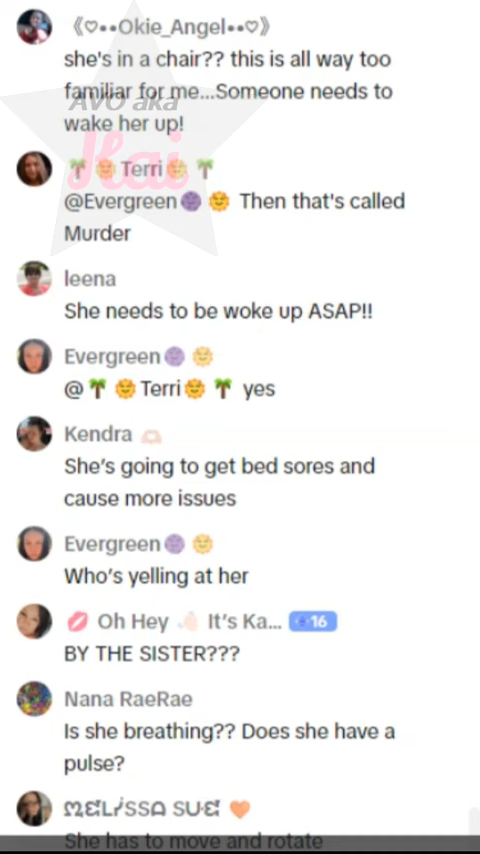 《♡••Okie_Angel••♡》
she's in a chair?? this is all way too
familiar for me...Someone needs to
wake her up!
AVO aka
Kai
🌴🌞Terri🌞🌴
@Evergreen🟣🌞 Then that's called
Murder
leena
She needs to be woke up ASAP!!
Evergreen🟣🌞
@🌴🌞Terri🌞🌴 yes
Kendra 🫶🏻
She's going to get bed sores and
cause more issues
Evergreen🟣🌞
Who's yelling at her
💋 Oh Hey 🤌🏻 It's Ka... 16
BY THE SISTER???
Nana RaeRae
Is she breathing?? Does she have a
pulse?
SUE 🧡
She has to move and rotate